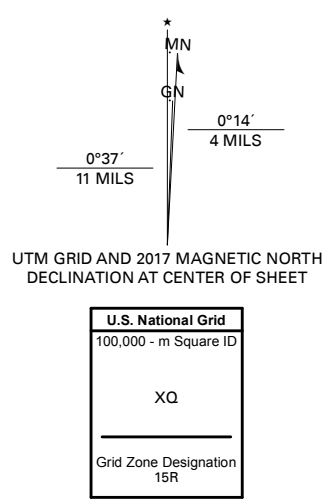 ★
MN
GN
0°37´
11 MILS
0°14´
4 MILS
UTM GRID AND 2017 MAGNETIC NORTH
DECLINATION AT CENTER OF SHEET
U.S. National Grid
100,000 - m Square ID
XQ
Grid Zone Designation
15R